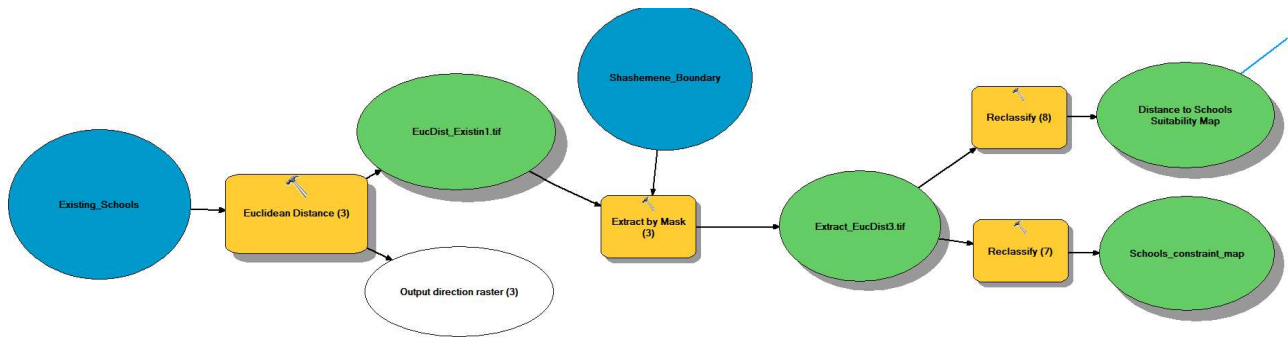 Existing_Schools
Euclidean Distance (3)
EucDist_Existin1.tif
Output direction raster (3)
Shashemene_Boundary
Extract by Mask
(3)
Extract_EucDist3.tif
Reclassify (8)
Distance to Schools
Suitability Map
Reclassify (7)
Schools_constraint_map